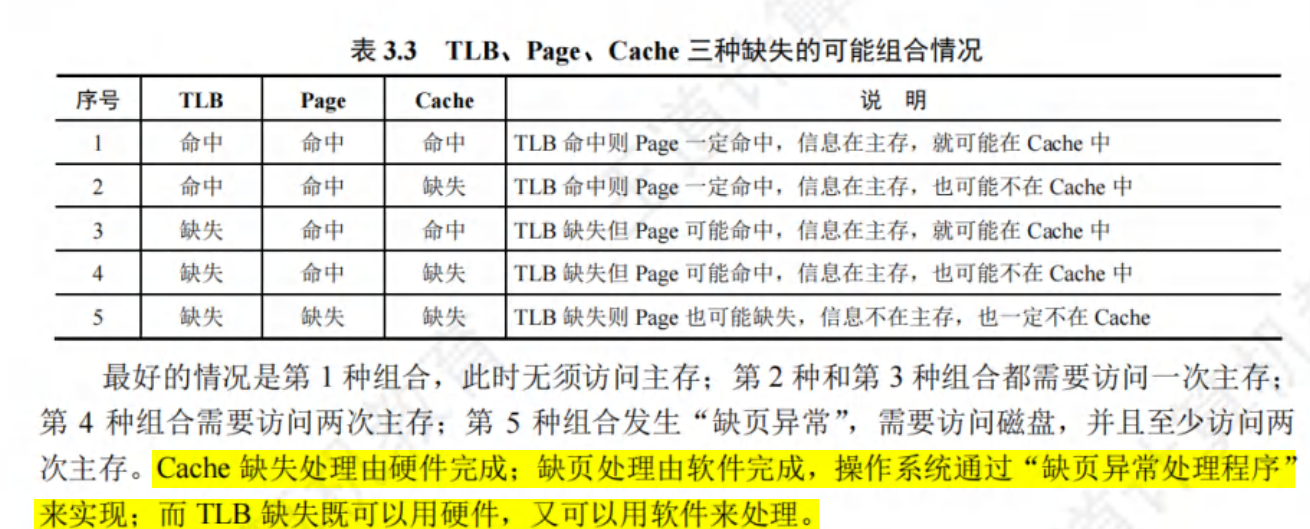 表 3.3 TLB、Page、Cache 三种缺失的可能组合情况
序号 TLB Page Cache 说 明
1 命中 命中 命中 TLB 命中则 Page 一定命中，信息在主存，就可能在 Cache 中
2 命中 命中 缺失 TLB 命中则 Page 一定命中，信息在主存，也可能不在 Cache 中
3 缺失 命中 命中 TLB 缺失但 Page 可能命中，信息在主存，就可能在 Cache 中
4 缺失 命中 缺失 TLB 缺失但 Page 可能命中，信息在主存，也可能不在 Cache 中
5 缺失 缺失 缺失 TLB 缺失则 Page 也可能缺失，信息不在主存，也一定不在 Cache
最好的情况是第 1 种组合，此时无须访问主存；第 2 种和第 3 种组合都需要访问一次主存；
第 4 种组合需要访问两次主存；第 5 种组合发生“缺页异常”，需要访问磁盘，并且至少访问两
次主存。Cache 缺失处理由硬件完成；缺页处理由软件完成，操作系统通过“缺页异常处理程序”
来实现；而 TLB 缺失既可以用硬件，又可以用软件来处理。